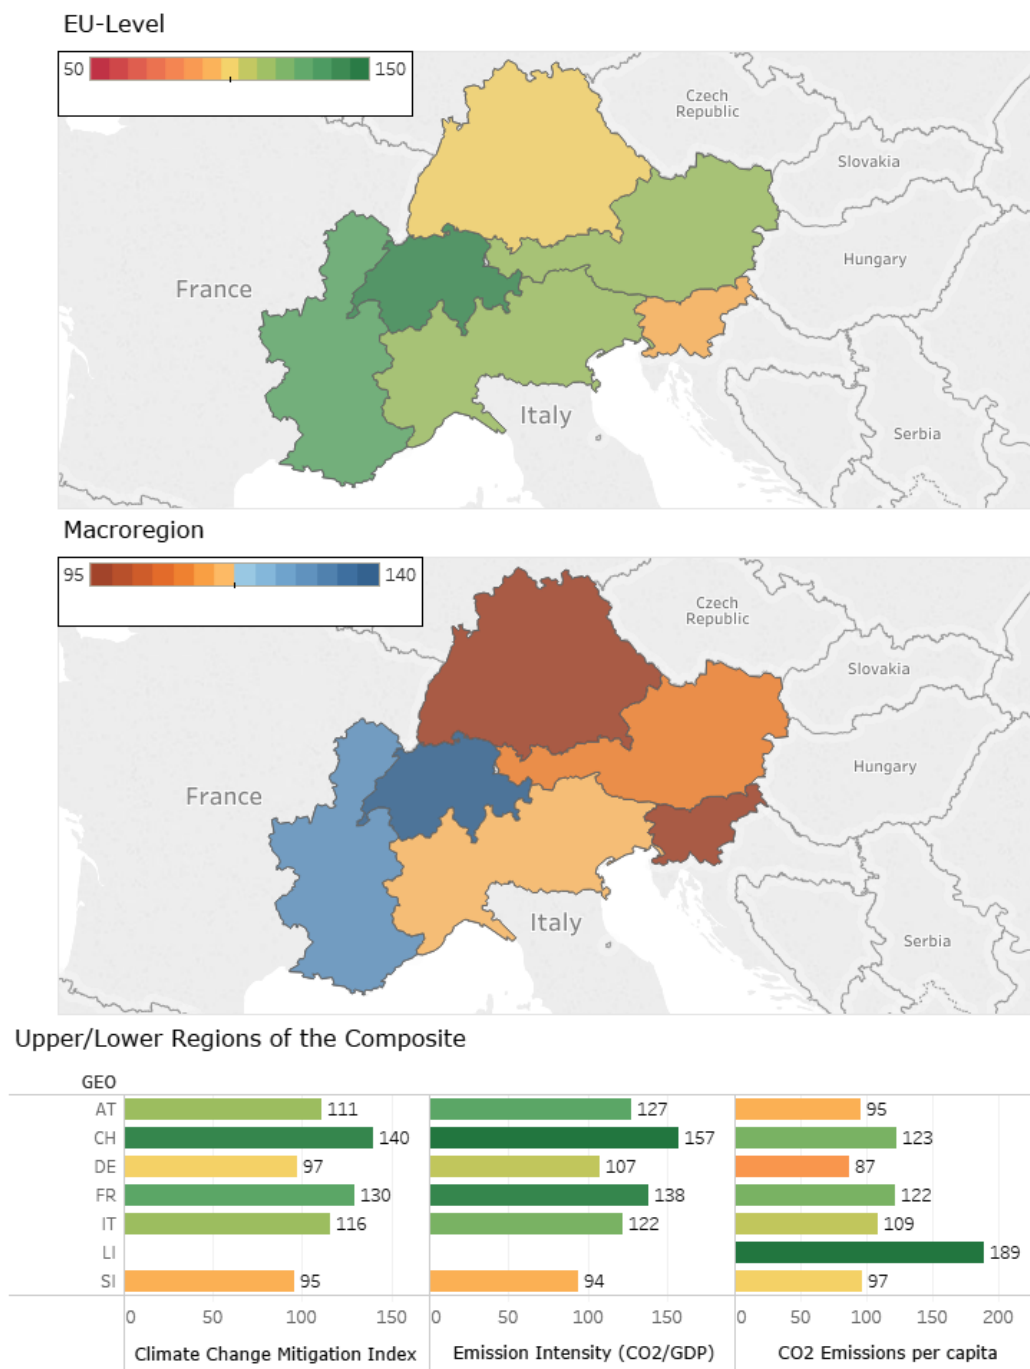 EU-Level
50 150
Czech
Republic
Slovakia
Hungary
France
Italy
Serbia
Macroregion
95 140
Czech
Republic
Slovakia
Hungary
France
Italy
Serbia
Upper/Lower Regions of the Composite
GEO
AT 111 127 95
CH 140 157 123
DE 97 107 87
FR 130 138 122
IT 116 122 109
LI 189
SI 95 94 97
0 50 100 150 0 50 100 150 0 50 100 150 200
Climate Change Mitigation Index Emission Intensity (CO2/GDP) CO2 Emissions per capita